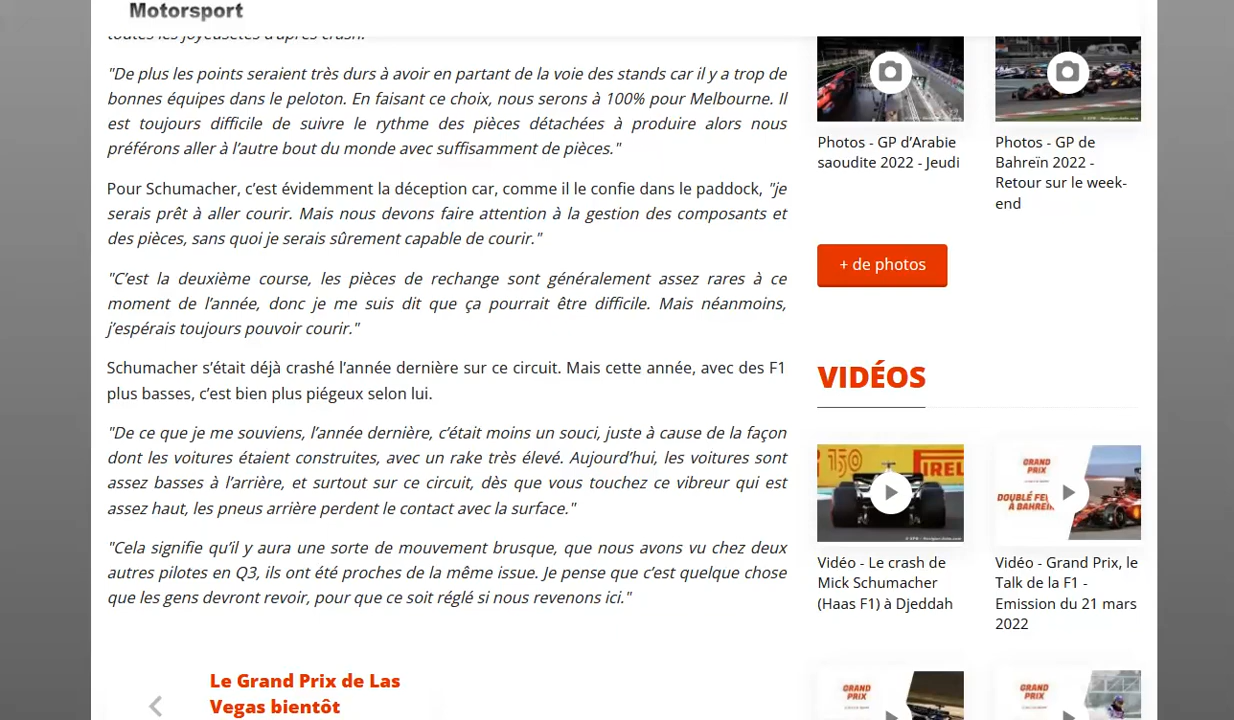 Motorsport
toutes les joyeusetés d'après crash.
"De plus les points seraient très durs à avoir en partant de la voie des stands car il y a trop de
bonnes équipes dans le peloton. En faisant ce choix, nous serons à 100% pour Melbourne. Il
est toujours difficile de suivre le rythme des pièces détachées à produire alors nous
préférons aller à l’autre bout du monde avec suffisamment de pièces."
Pour Schumacher, c’est évidemment la déception car, comme il le confie dans le paddock, "je
serais prêt à aller courir. Mais nous devons faire attention à la gestion des composants et
des pièces, sans quoi je serais sûrement capable de courir."
"C’est la deuxième course, les pièces de rechange sont généralement assez rares à ce
moment de l’année, donc je me suis dit que ça pourrait être difficile. Mais néanmoins,
j’espérais toujours pouvoir courir."
Schumacher s’était déjà crashé l’année dernière sur ce circuit. Mais cette année, avec des F1
plus basses, c’est bien plus piégeux selon lui.
"De ce que je me souviens, l’année dernière, c’était moins un souci, juste à cause de la façon
dont les voitures étaient construites, avec un rake très élevé. Aujourd’hui, les voitures sont
assez basses à l’arrière, et surtout sur ce circuit, dès que vous touchez ce vibreur qui est
assez haut, les pneus arrière perdent le contact avec la surface."
"Cela signifie qu’il y aura une sorte de mouvement brusque, que nous avons vu chez deux
autres pilotes en Q3, ils ont été proches de la même issue. Je pense que c’est quelque chose
que les gens devront revoir, pour que ce soit réglé si nous revenons ici."
Le Grand Prix de Las
Vegas bientôt
Photos - GP d’Arabie
saoudite 2022 - Jeudi
Photos - GP de
Bahreïn 2022 -
Retour sur le week-
end
+ de photos
VIDÉOS
150
IREL
Vidéo - Le crash de
Mick Schumacher
(Haas F1) à Djeddah
GRAND
PRIX
DOUBLÉ FE
À BAHREÏN
Vidéo - Grand Prix, le
Talk de la F1 -
Emission du 21 mars
2022
GRAND
PRIX
GRAND
PRIX